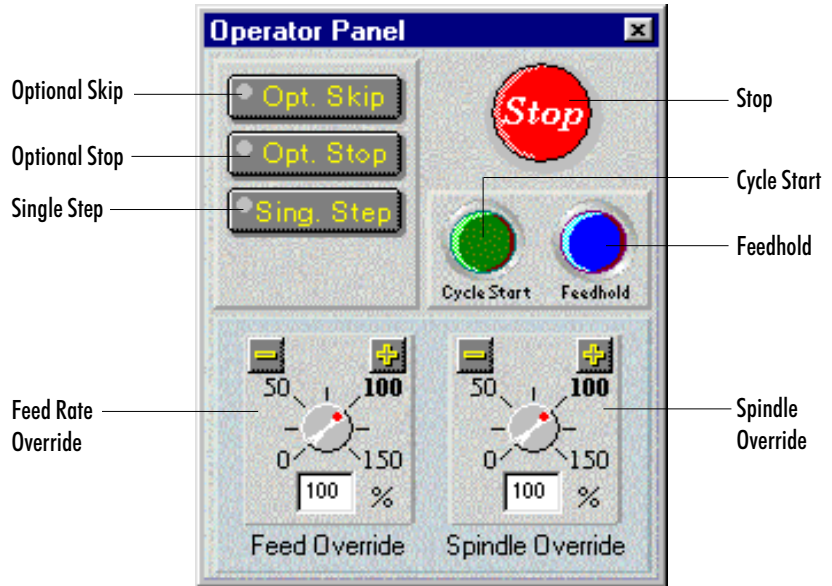 Operator Panel
Optional Skip
Opt. Skip
Stop
Stop
Optional Stop
Opt. Stop
Cycle Start
Single Step
Sing. Step
Feedhold
Cycle Start
Feedhold
50
100
50
100
Feed Rate
Override
Spindle
Override
0
150
0
150
100
%
100
%
Feed Override
Spindle Override